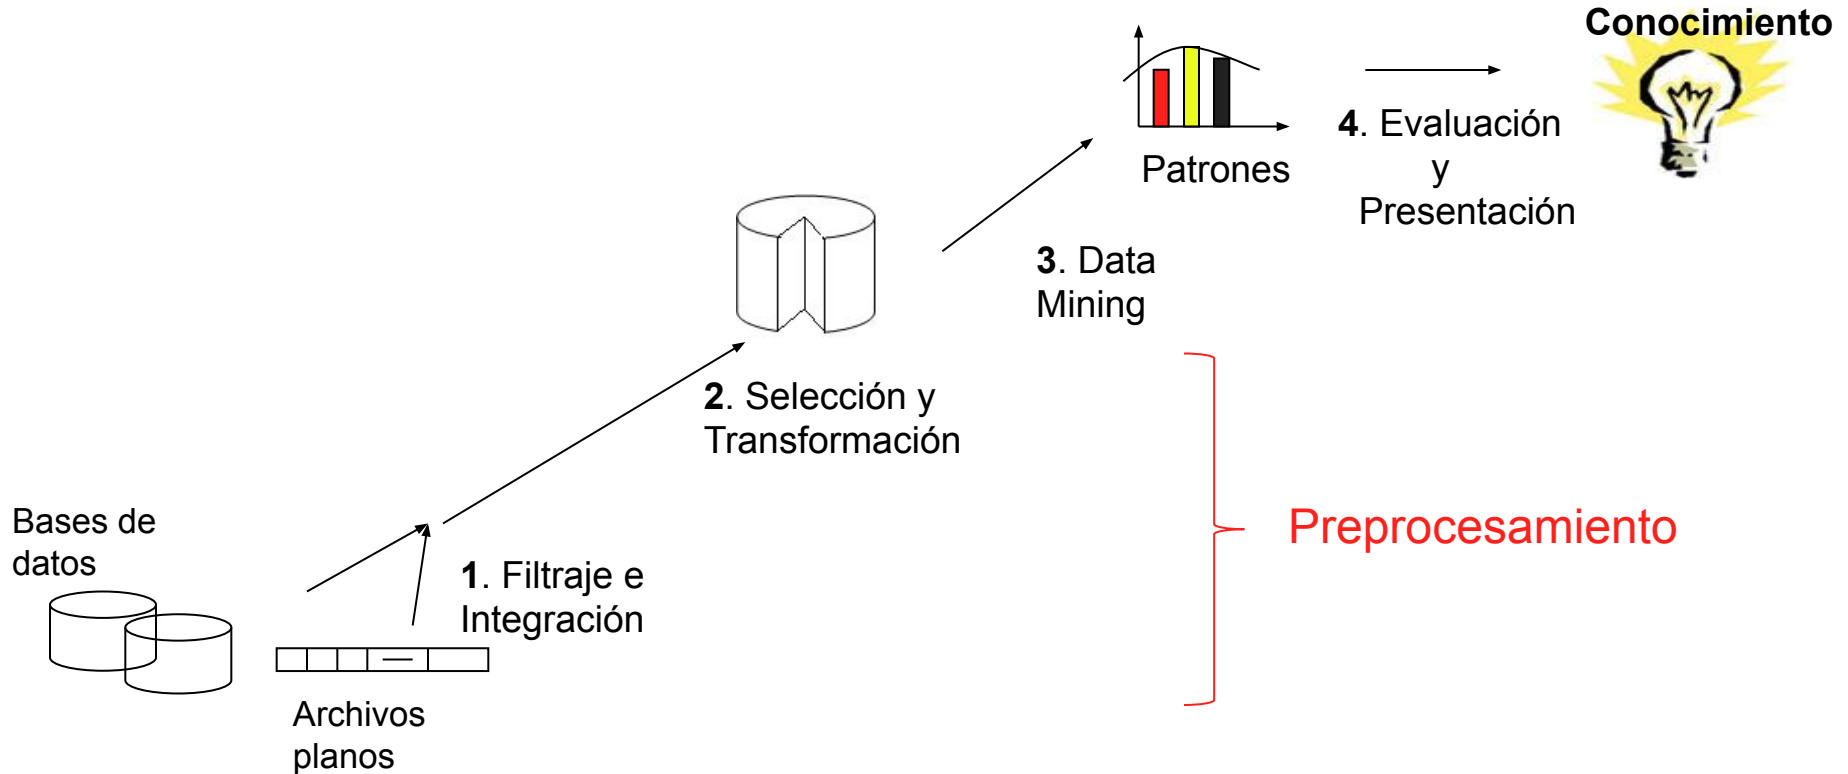 Conocimiento
4. Evaluación
y
Presentación
Patrones
3. Data
Mining
2. Selección y
Transformación
Preprocesamiento
Bases de
datos
1. Filtraje e
Integración
Archivos
planos